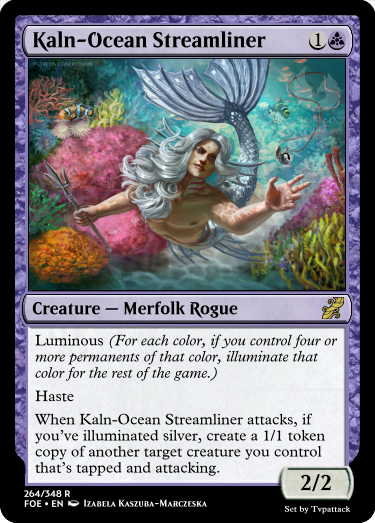 Kaln-Ocean Streamliner 1
Creature — Merfolk Rogue
Luminous (For each color, if you control four or
more permanents of that color, illuminate that
color for the rest of the game.)
Haste
When Kaln-Ocean Streamliner attacks, if
you've illuminated silver, create a 1/1 token
copy of another target creature you control
that's tapped and attacking.
2/2
264/348 R
FOE • EN Izabela Kaszuba-Marczeska
Set by Tvpattack